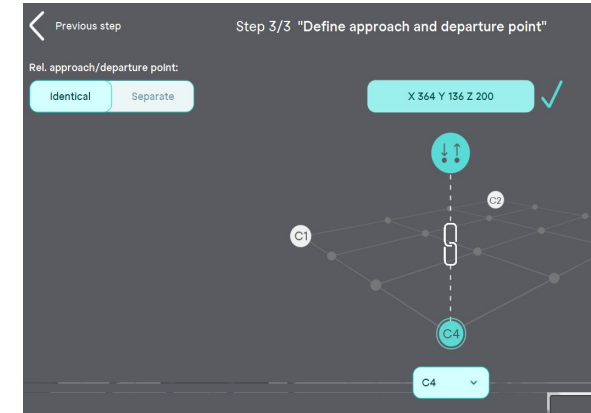 Previous step
Step 3/3 "Define approach and departure point"
Rel. approach/departure point:
Identical
Separate
X 364 Y 136 Z 200
C2
C1
C4
C4